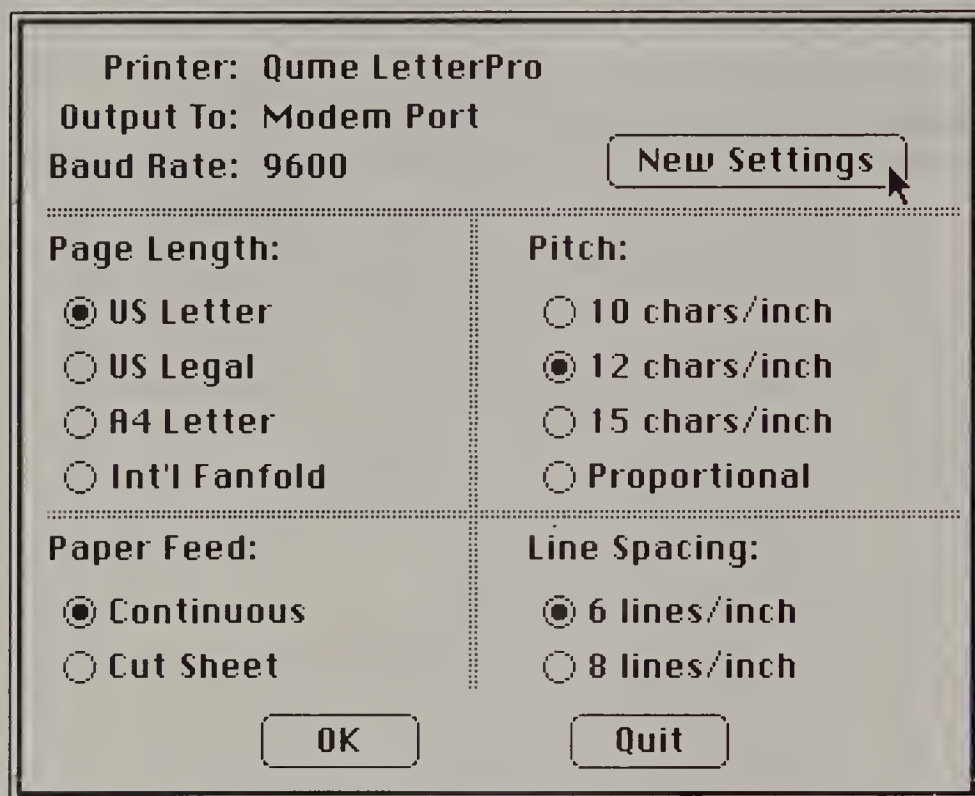 Printer: Qume LetterPro
Output To: Modem Port
Baud Rate: 9600
New Settings
Page Length:
US Letter
US Legal
A4 Letter
Int'l Fanfold
Pitch:
10 chars/inch
12 chars/inch
15 chars/inch
Proportional
Paper Feed:
Continuous
Cut Sheet
Line Spacing:
6 lines/inch
8 lines/inch
OK
Quit